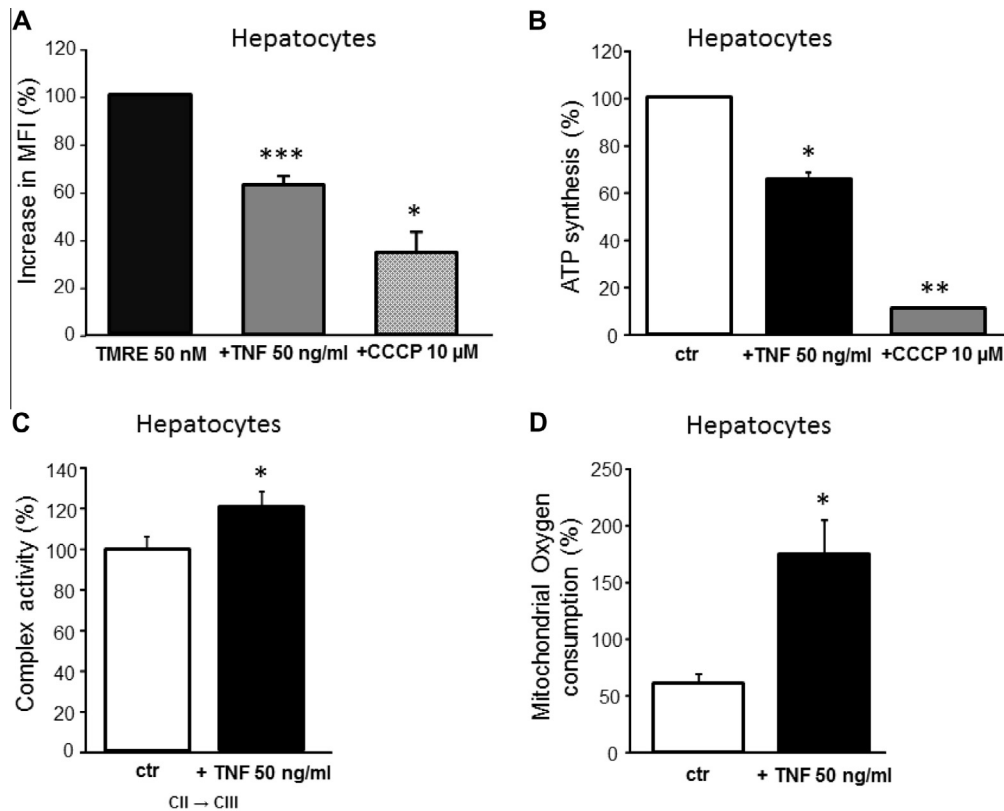 A
Hepatocytes
Increase in MFI (%)
120
100
80
60
40
20
0
***
*
TMRE 50 nM
+TNF 50 ng/ml
+CCCP 10 µM
B
Hepatocytes
ATP synthesis (%)
120
100
80
60
40
20
0
*
**
ctr
+TNF 50 ng/ml
+CCCP 10 µM
C
Hepatocytes
Complex activity (%)
140
120
100
80
60
40
20
0
*
ctr
+ TNF 50 ng/ml
CII → CIII
D
Hepatocytes
Mitochondrial Oxygen
consumption (%)
250
200
150
100
50
0
*
ctr
+ TNF 50 ng/ml